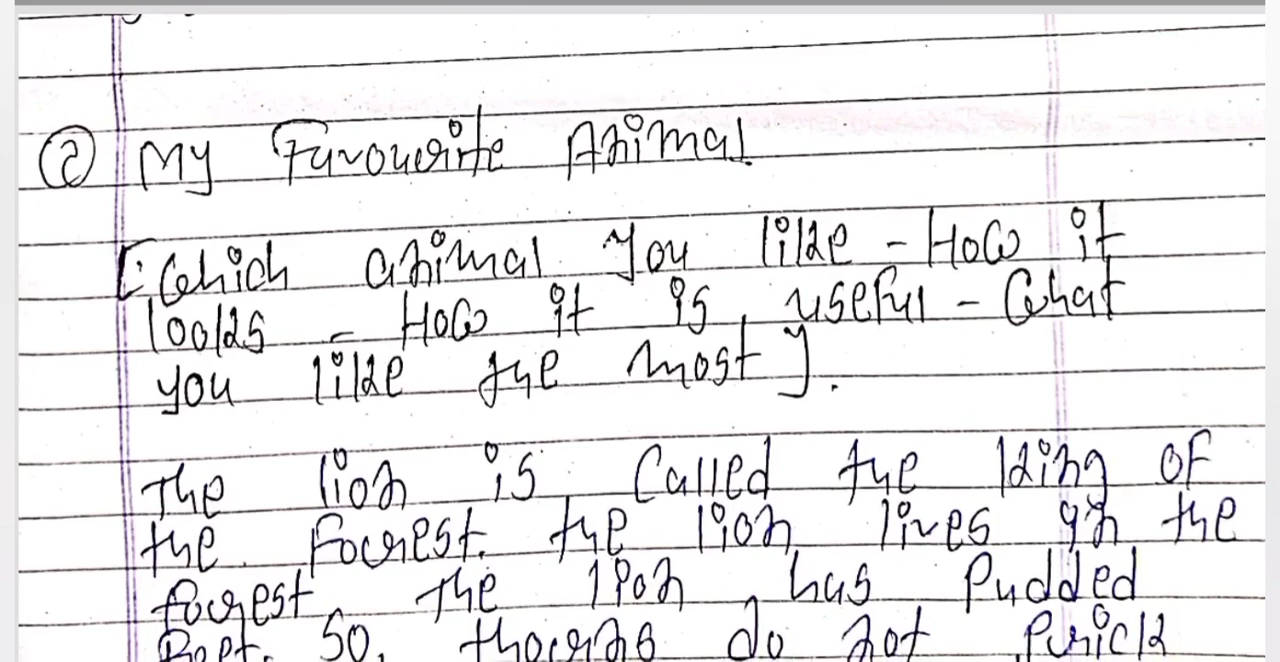 ② My Favourite Animal
[: Which animal you like - How it
looks - How it is useful - What
you like the most ].
The lion is called the king of
the forest. the lion lives in the
forest. The lion has Pudded
Feet. So, thorns do not Prick